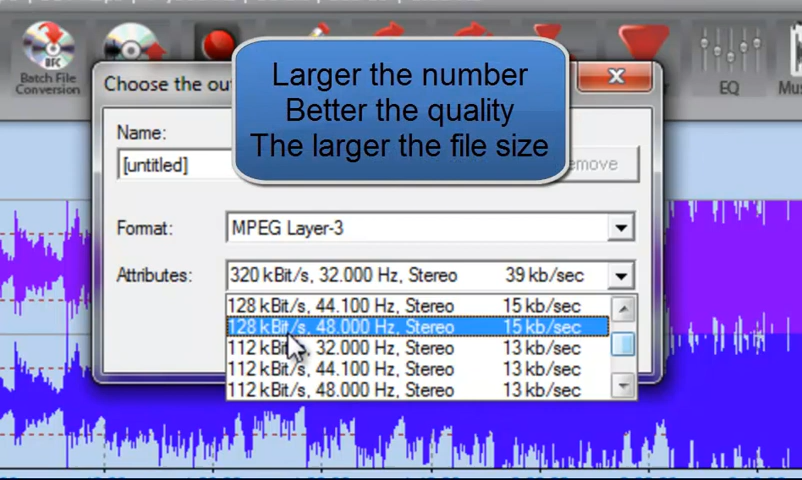 Batch File
Conversion
EQ
Choose the
Larger the number
Better the quality
The larger the file size
Name:
[untitled]
Format:
MPEG Layer-3
Attributes:
320 kBit/s, 32.000 Hz, Stereo 39 kb/sec
128 kBit/s, 44.100 Hz, Stereo 15 kb/sec
128 kBit/s, 48.000 Hz, Stereo 15 kb/sec
112 kBit/s, 32.000 Hz, Stereo 13 kb/sec
112 kBit/s, 44.100 Hz, Stereo 13 kb/sec
112 kBit/s, 48.000 Hz, Stereo 13 kb/sec